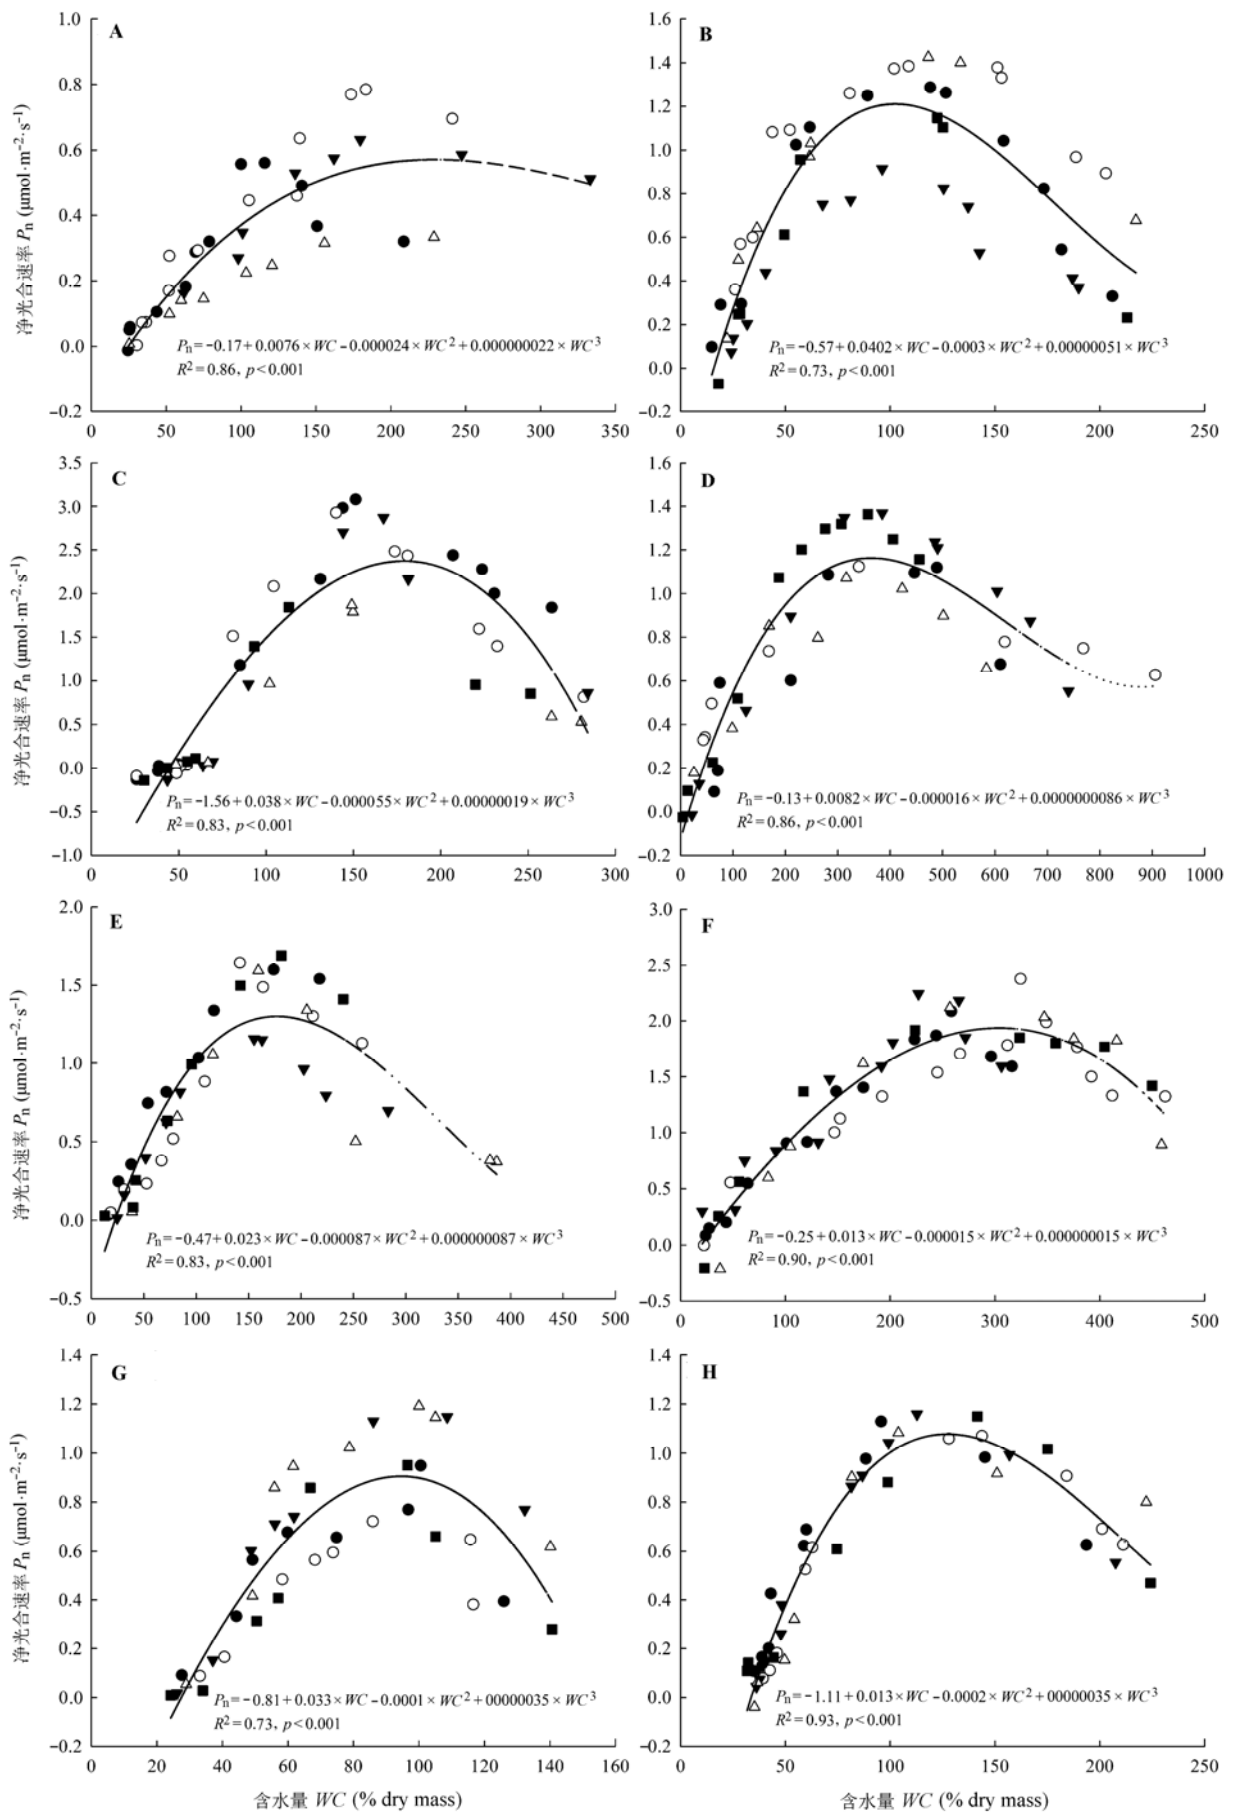 A
1.0
0.8
0.6
0.4
0.2
0.0
−0.2
净光合速率 Pn (μmol·m−2·s−1)
Pn=−0.17+0.0076×WC−0.000024×WC2+0.000000022×WC3
R2=0.86, p<0.001
0 50 100 150 200 250 300 350
B
1.6
1.4
1.2
1.0
0.8
0.6
0.4
0.2
0.0
−0.2
Pn=−0.57+0.0402×WC−0.0003×WC2+0.00000051×WC3
R2=0.73, p<0.001
0 50 100 150 200 250
C
3.5
3.0
2.5
2.0
1.5
1.0
0.5
0.0
−0.5
−1.0
净光合速率 Pn (μmol·m−2·s−1)
Pn=−1.56+0.038×WC−0.000055×WC2+0.00000019×WC3
R2=0.83, p<0.001
0 50 100 150 200 250 300
D
1.6
1.4
1.2
1.0
0.8
0.6
0.4
0.2
0.0
−0.2
Pn=−0.13+0.0082×WC−0.000016×WC2+0.0000000086×WC3
R2=0.86, p<0.001
0 100 200 300 400 500 600 700 800 900 1000
E
2.0
1.5
1.0
0.5
0.0
−0.5
净光合速率 Pn (μmol·m−2·s−1)
Pn=−0.47+0.023×WC−0.000087×WC2+0.000000087×WC3
R2=0.83, p<0.001
0 50 100 150 200 250 300 350 400 450 500
F
3.0
2.5
2.0
1.5
1.0
0.5
0.0
−0.5
Pn=−0.25+0.013×WC−0.000015×WC2+0.000000015×WC3
R2=0.90, p<0.001
0 100 200 300 400 500
G
1.4
1.2
1.0
0.8
0.6
0.4
0.2
0.0
−0.2
净光合速率 Pn (μmol·m−2·s−1)
Pn=−0.81+0.033×WC−0.0001×WC2+00000035×WC3
R2=0.73, p<0.001
0 20 40 60 80 100 120 140 160
含水量 WC (% dry mass)
H
1.4
1.2
1.0
0.8
0.6
0.4
0.2
0.0
−0.2
Pn=−1.11+0.013×WC−0.0002×WC2+00000035×WC3
R2=0.93, p<0.001
0 50 100 150 200 250
含水量 WC (% dry mass)